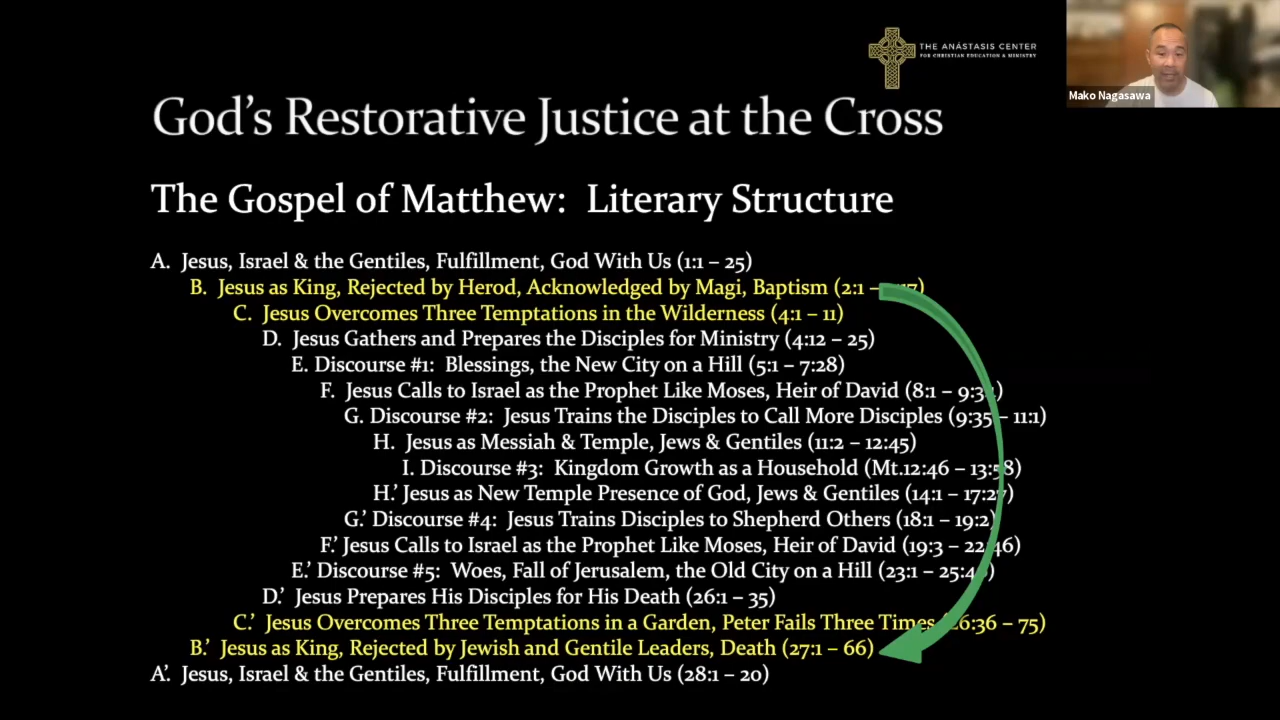 THE ANÁSTASIS CENTER
FOR CHRISTIAN EDUCATION & MINISTRY
Mako Nagasawa
God's Restorative Justice at the Cross
The Gospel of Matthew: Literary Structure
A. Jesus, Israel & the Gentiles, Fulfillment, God With Us (1:1 – 25)
B. Jesus as King, Rejected by Herod, Acknowledged by Magi, Baptism (2:1 –
C. Jesus Overcomes Three Temptations in the Wilderness (4:1 – 11)
D. Jesus Gathers and Prepares the Disciples for Ministry (4:12 – 25)
E. Discourse #1: Blessings, the New City on a Hill (5:1 – 7:28)
F. Jesus Calls to Israel as the Prophet Like Moses, Heir of David (8:1 –
G. Discourse #2: Jesus Trains the Disciples to Call More Disciples (9:35 – 11:1)
H. Jesus as Messiah & Temple, Jews & Gentiles (11:2 – 12:45)
I. Discourse #3: Kingdom Growth as a Household (Mt.12:46 – 13:58)
H.' Jesus as New Temple Presence of God, Jews & Gentiles (14:1 – 17:27)
G.' Discourse #4: Jesus Trains Disciples to Shepherd Others (18:1 – 19:2)
F.' Jesus Calls to Israel as the Prophet Like Moses, Heir of David (19:3 – 22:46)
E.' Discourse #5: Woes, Fall of Jerusalem, the Old City on a Hill (23:1 –
D.' Jesus Prepares His Disciples for His Death (26:1 – 35)
C.' Jesus Overcomes Three Temptations in a Garden, Peter Fails Three Times (26:36 – 75)
B.' Jesus as King, Rejected by Jewish and Gentile Leaders, Death (27:1 – 66)
A'. Jesus, Israel & the Gentiles, Fulfillment, God With Us (28:1 – 20)